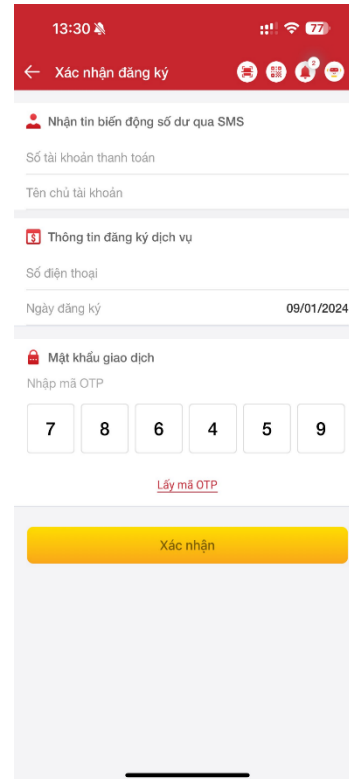 13:30
77
Xác nhận đăng ký
2
Nhận tin biến động số dư qua SMS
Số tài khoản thanh toán
Tên chủ tài khoản
Thông tin đăng ký dịch vụ
Số điện thoại
Ngày đăng ký 09/01/2024
Mật khẩu giao dịch
Nhập mã OTP
7 8 6 4 5 9
Lấy mã OTP
Xác nhận